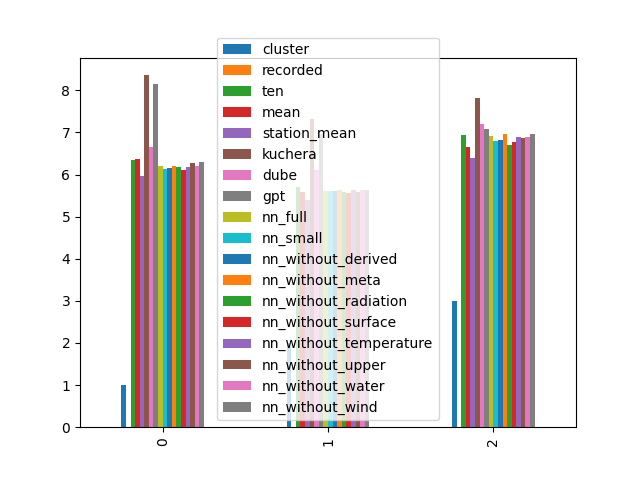 8
7
6
5
4
3
2
1
0
cluster
recorded
ten
mean
station_mean
kuchera
dube
gpt
nn_full
nn_small
nn_without_derived
nn_without_meta
nn_without_radiation
nn_without_surface
nn_without_temperature
nn_without_upper
nn_without_water
nn_without_wind
0
1
2